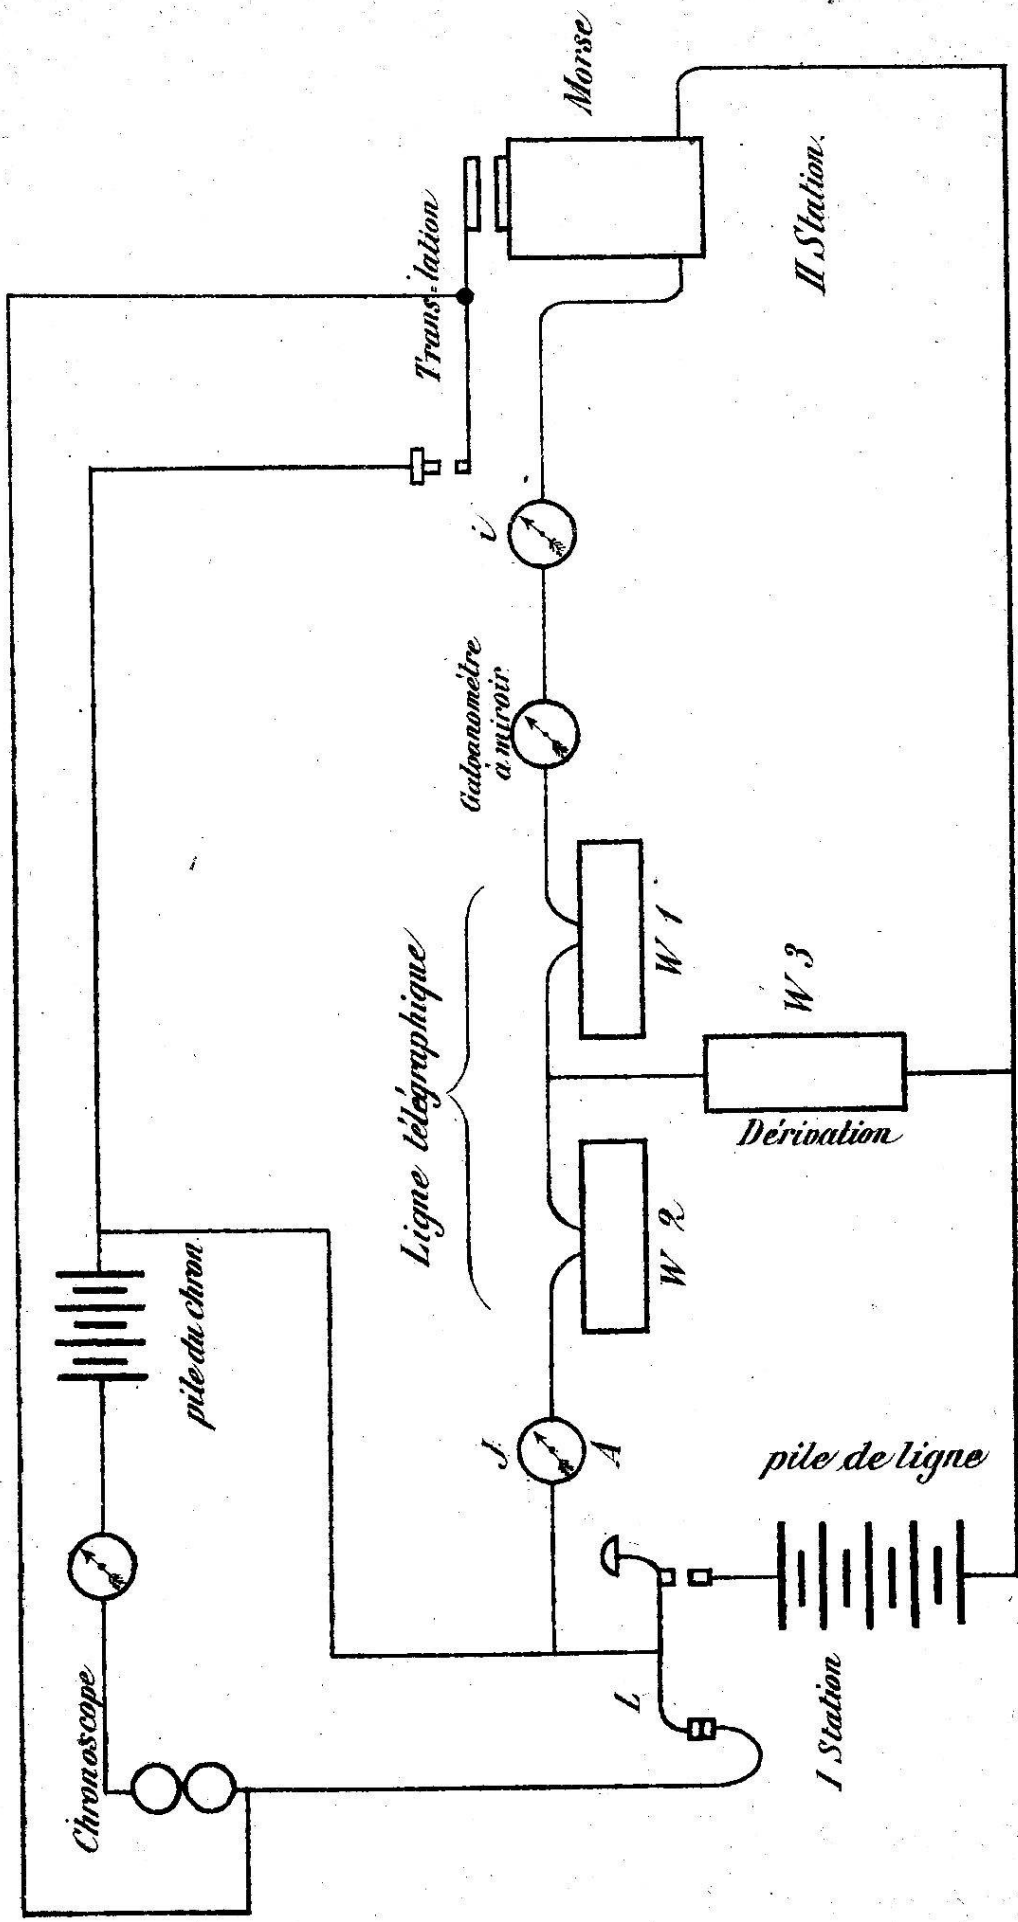 Chronoscope
pile du chron.
Trans=lation
Morse
Ligne télégraphique
Galvanomètre
à miroir
i
J
A
W 2
W 1
W 3
Dérivation
L
I Station
pile de ligne
II Station.